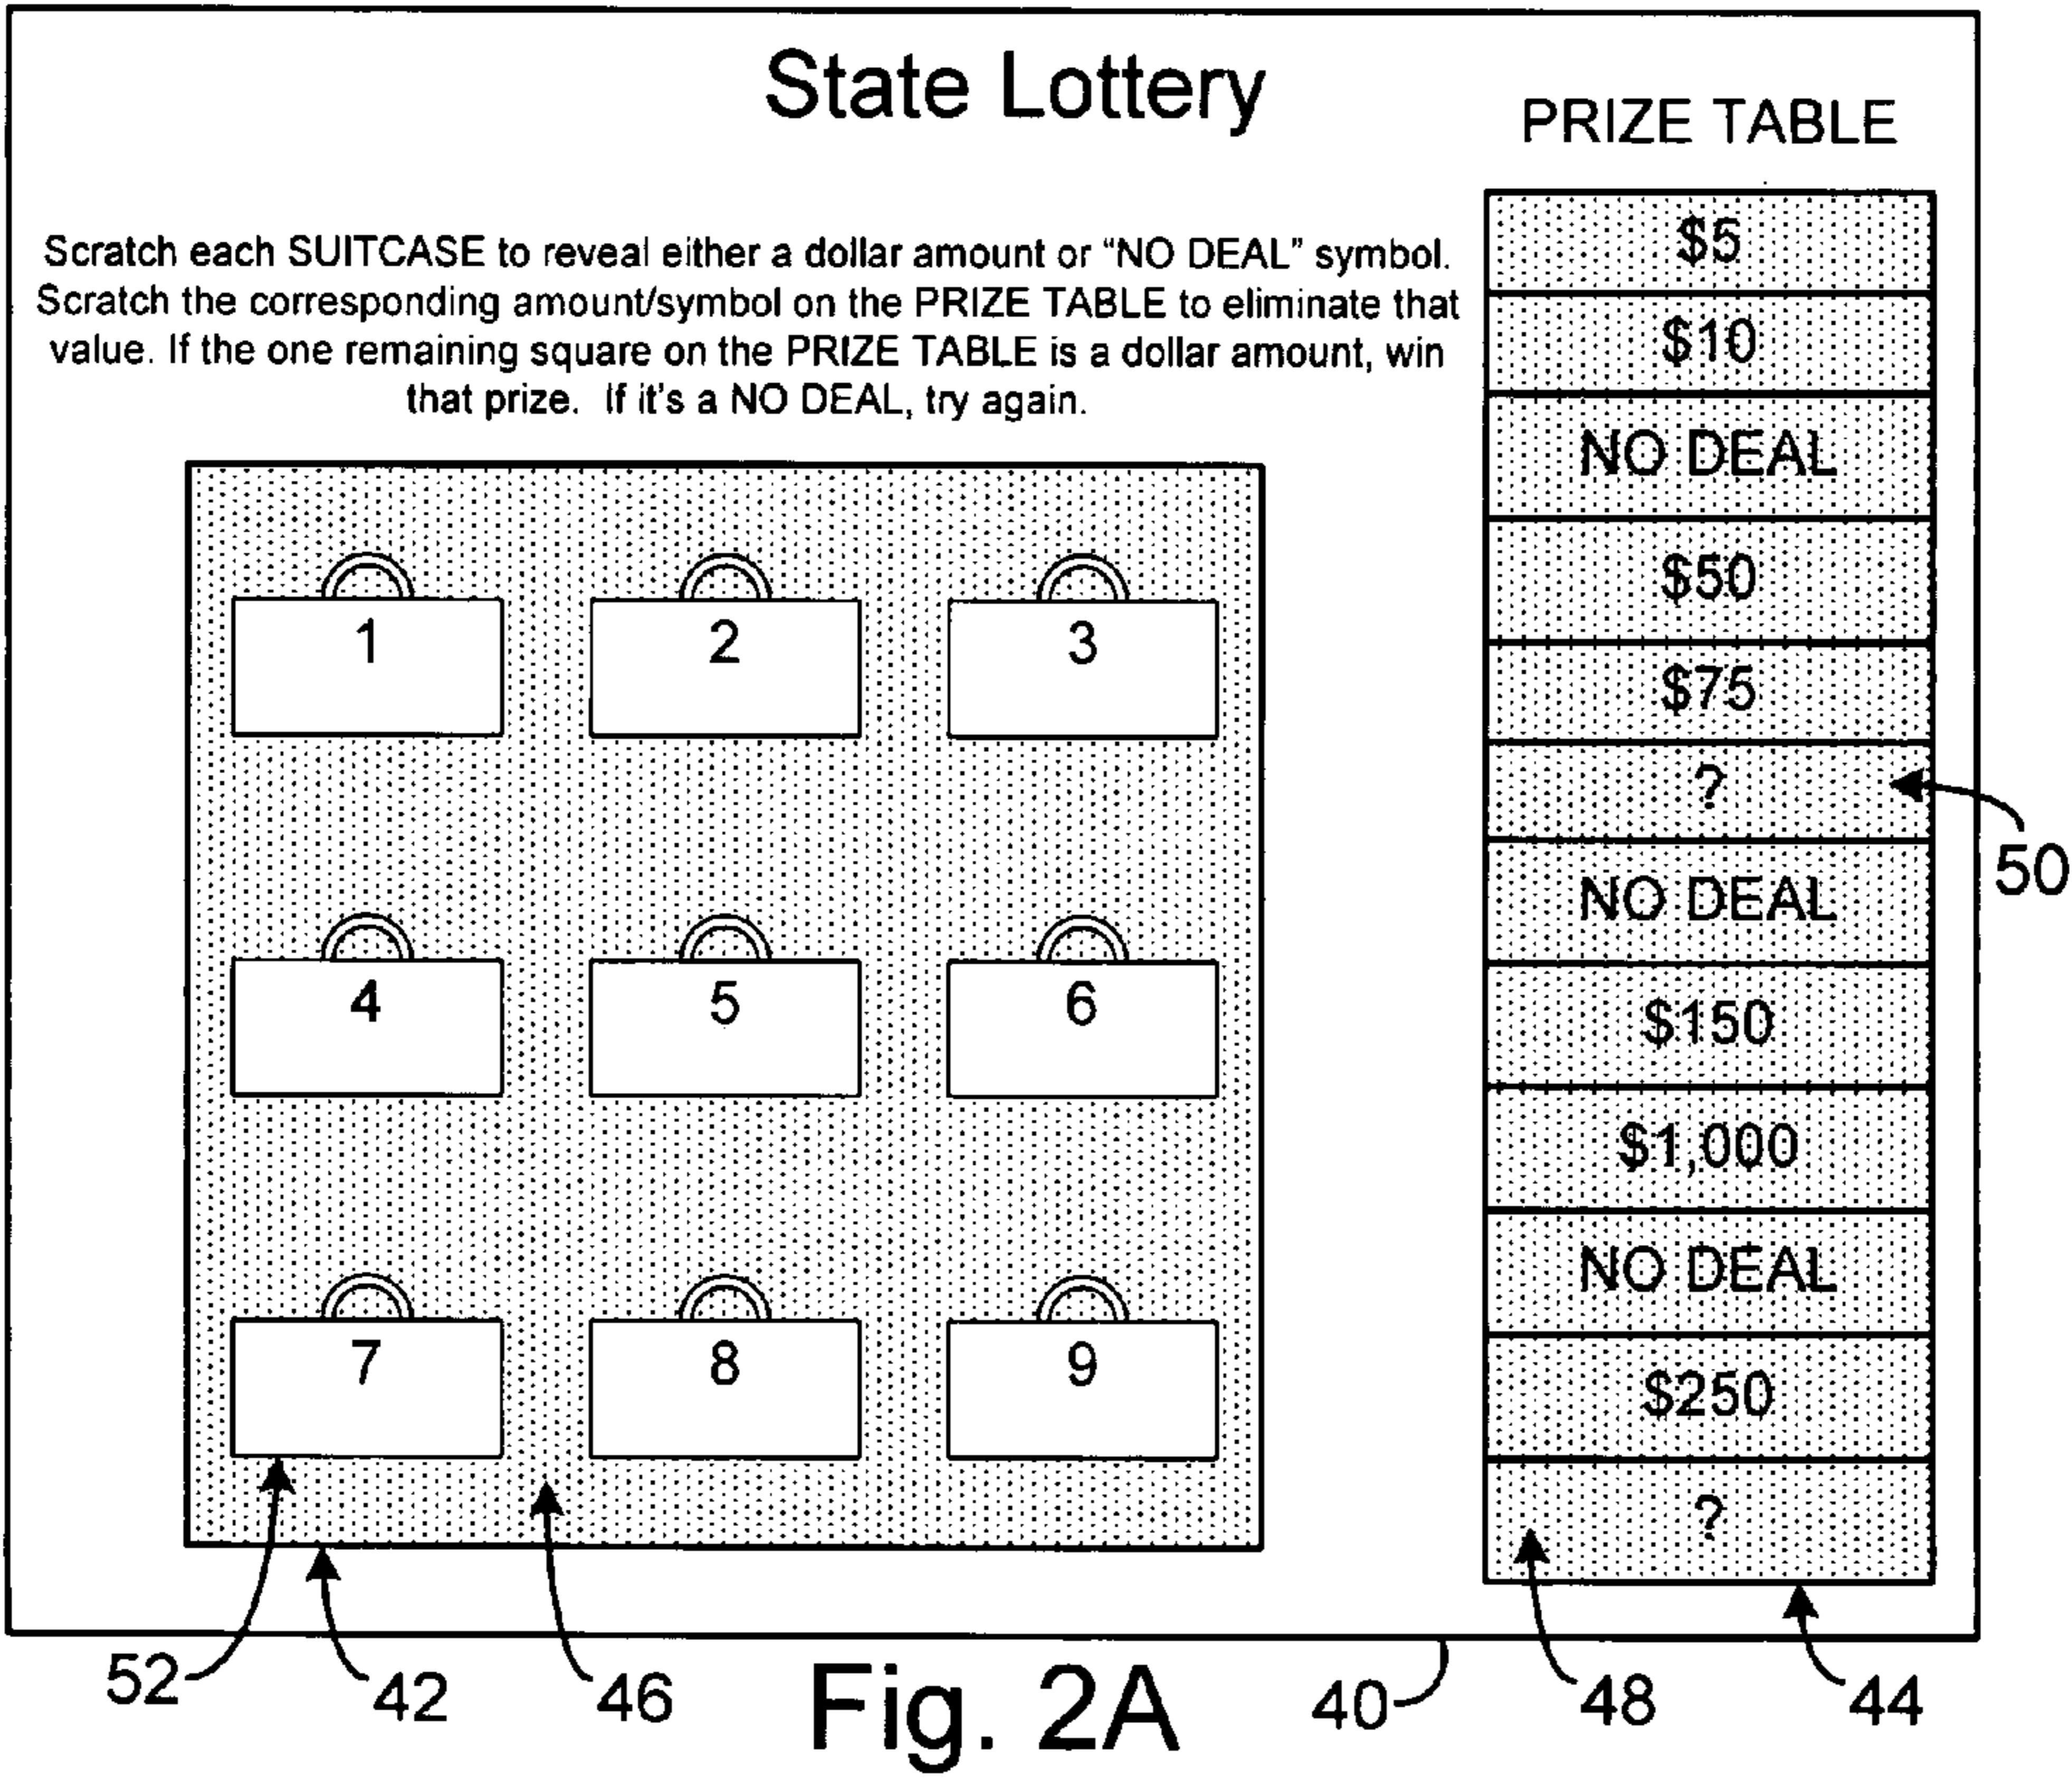 State Lottery
PRIZE TABLE
Scratch each SUITCASE to reveal either a dollar amount or “NO DEAL” symbol.
Scratch the corresponding amount/symbol on the PRIZE TABLE to eliminate that
value. If the one remaining square on the PRIZE TABLE is a dollar amount, win
that prize. If it's a NO DEAL, try again.
1 2 3
4 5 6
7 8 9
$5
$10
NO DEAL
$50
$75
?
NO DEAL
$150
$1,000
NO DEAL
$250
?
50
52 42 46 40 48 44
Fig. 2A